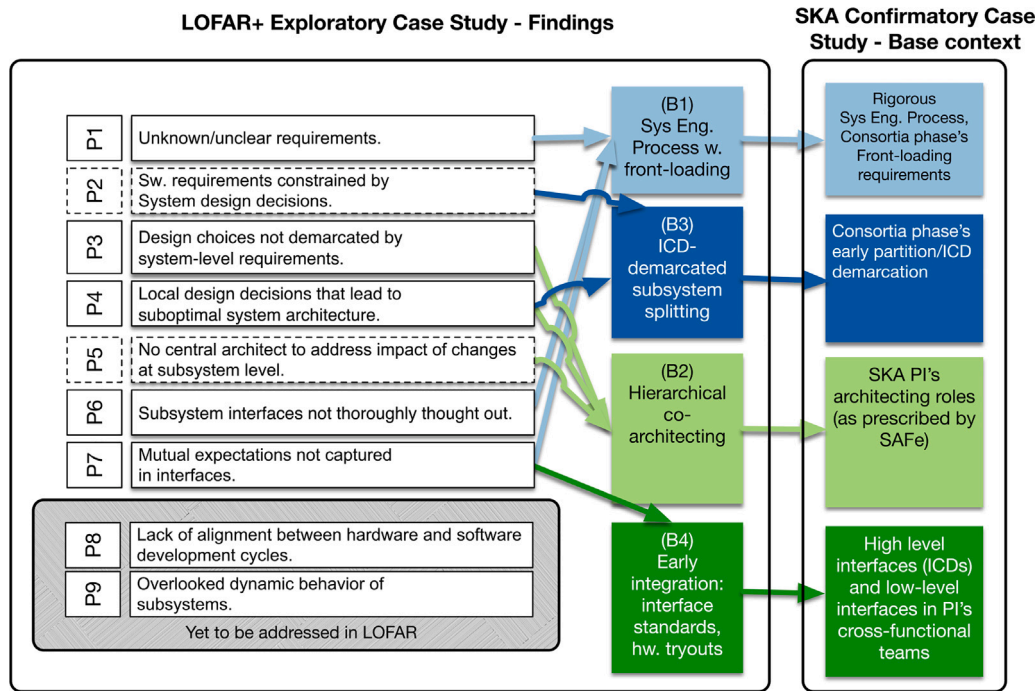 LOFAR+ Exploratory Case Study - Findings
SKA Confirmatory Case
Study - Base context
P1
Unknown/unclear requirements.
P2
Sw. requirements constrained by
System design decisions.
P3
Design choices not demarcated by
system-level requirements.
P4
Local design decisions that lead to
suboptimal system architecture.
P5
No central architect to address impact of changes
at subsystem level.
P6
Subsystem interfaces not thoroughly thought out.
P7
Mutual expectations not captured
in interfaces.
P8
Lack of alignment between hardware and software
development cycles.
P9
Overlooked dynamic behavior of
subsystems.
Yet to be addressed in LOFAR
(B1)
Sys Eng.
Process w.
front-loading
(B3)
ICD-
demarcated
subsystem
splitting
(B2)
Hierarchical
co-
architecting
(B4)
Early
integration:
interface
standards,
hw. tryouts
Rigorous
Sys Eng. Process,
Consortia phase's
Front-loading
requirements
Consortia phase's
early partition/ICD
demarcation
SKA PI's
architecting roles
(as prescribed by
SAFe)
High level
interfaces (ICDs)
and low-level
interfaces in PI's
cross-functional
teams